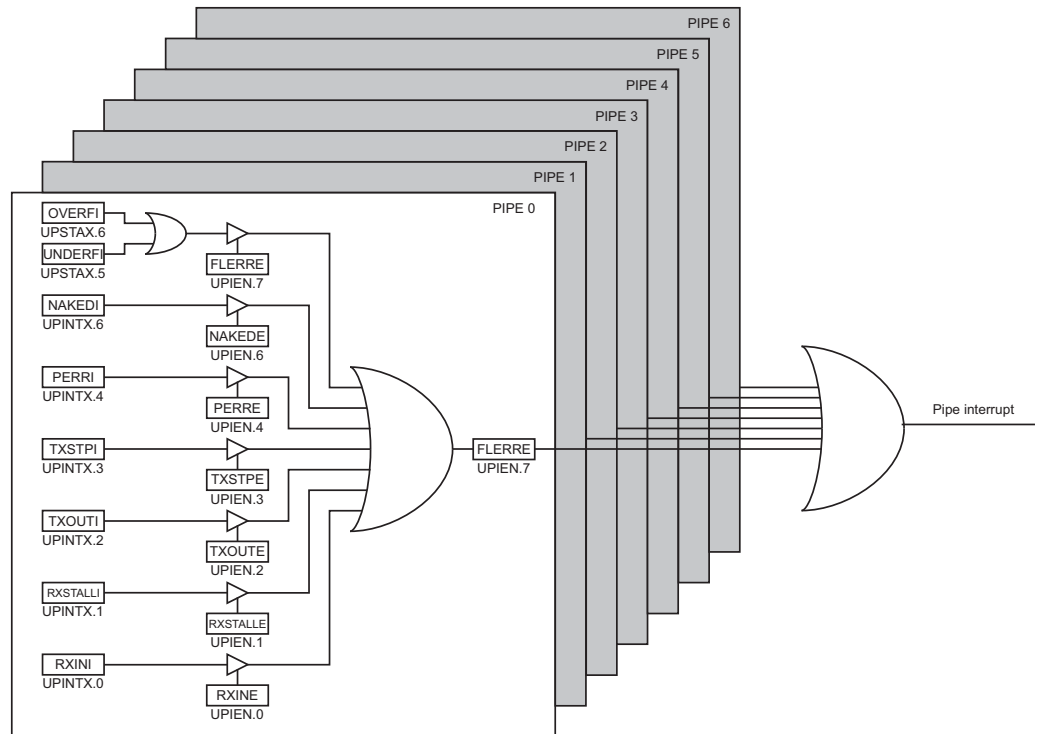 PIPE 6
PIPE 5
PIPE 4
PIPE 3
PIPE 2
PIPE 1
PIPE 0
OVERFI
UPSTAX.6
UNDERFI
UPSTAX.5
FLERRE
UPIEN.7
NAKEDI
UPINTX.6
NAKEDE
UPIEN.6
PERRI
UPINTX.4
PERRE
UPIEN.4
TXSTPI
UPINTX.3
TXSTPE
UPIEN.3
TXOUTI
UPINTX.2
TXOUTE
UPIEN.2
RXSTALLI
UPINTX.1
RXSTALLE
UPIEN.1
RXINI
UPINTX.0
RXINE
UPIEN.0
FLERRE
UPIEN.7
Pipe interrupt